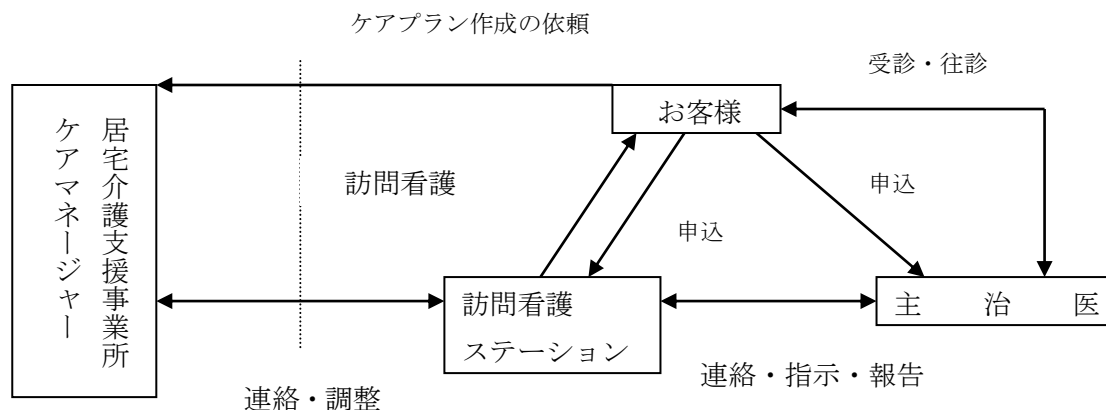 ケアプラン作成の依頼
受診・往診
お客様
居宅介護支援事業所
ケアマネージャー
訪問看護
申込
申込
訪問看護
ステーション
主治医
連絡・指示・報告
連絡・調整